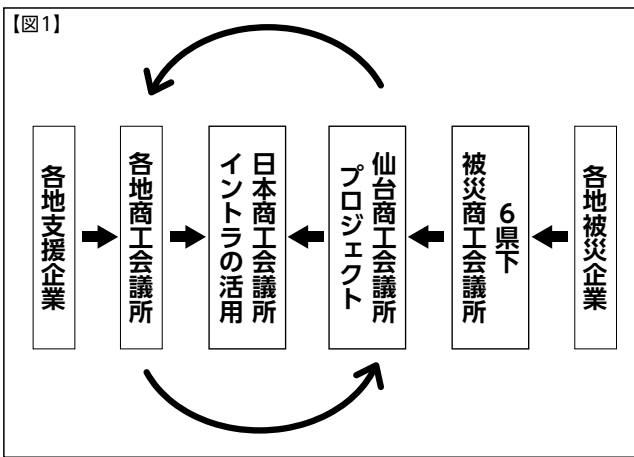 【図1】
各地支援企業
各地商工会議所
日本商工会議所
イントラの活用
仙台商工会議所
プロジェクト
6県下
被災商工会議所
各地被災企業